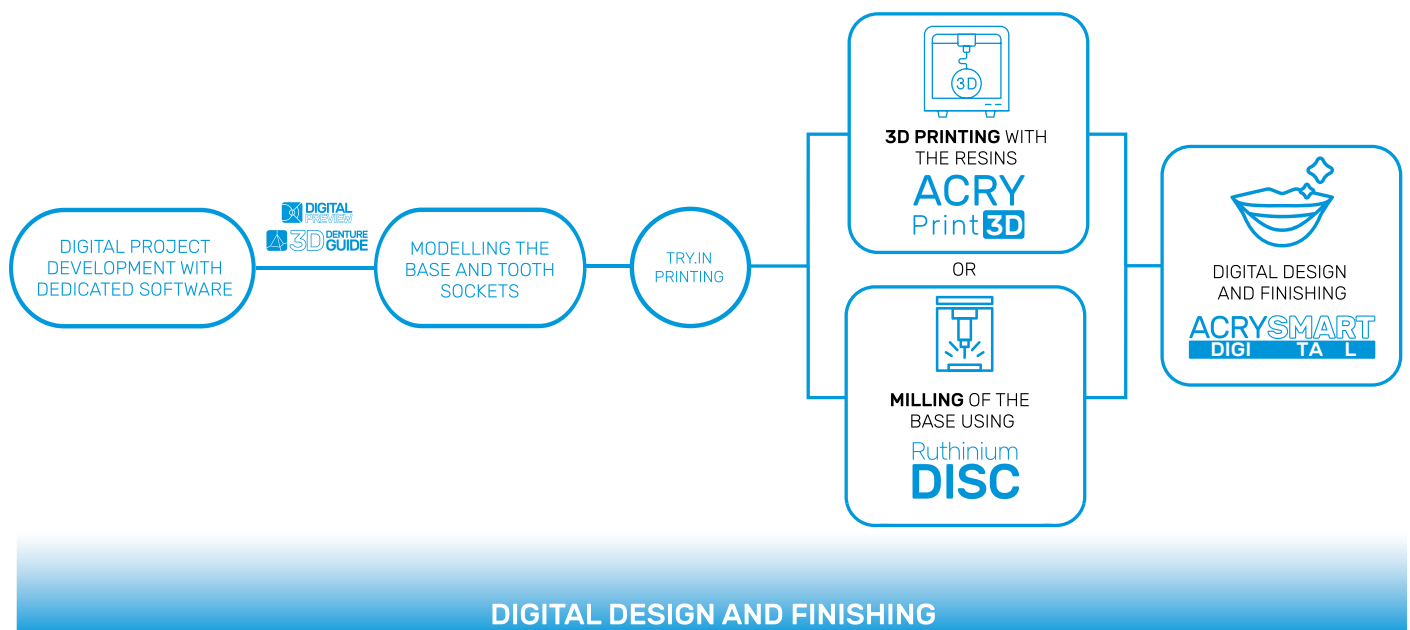 DIGITAL PROJECT
DEVELOPMENT WITH
DEDICATED SOFTWARE
DIGITAL
PREVIEW
3D DENTURE
GUIDE
MODELLING THE
BASE AND TOOTH
SOCKETS
TRY.IN
PRINTING
3D
3D PRINTING WITH
THE RESINS
ACRY
Print 3D
OR
MILLING OF THE
BASE USING
Ruthinium
DISC
DIGITAL DESIGN
AND FINISHING
ACRYSMART
DIGI TA L
DIGITAL DESIGN AND FINISHING